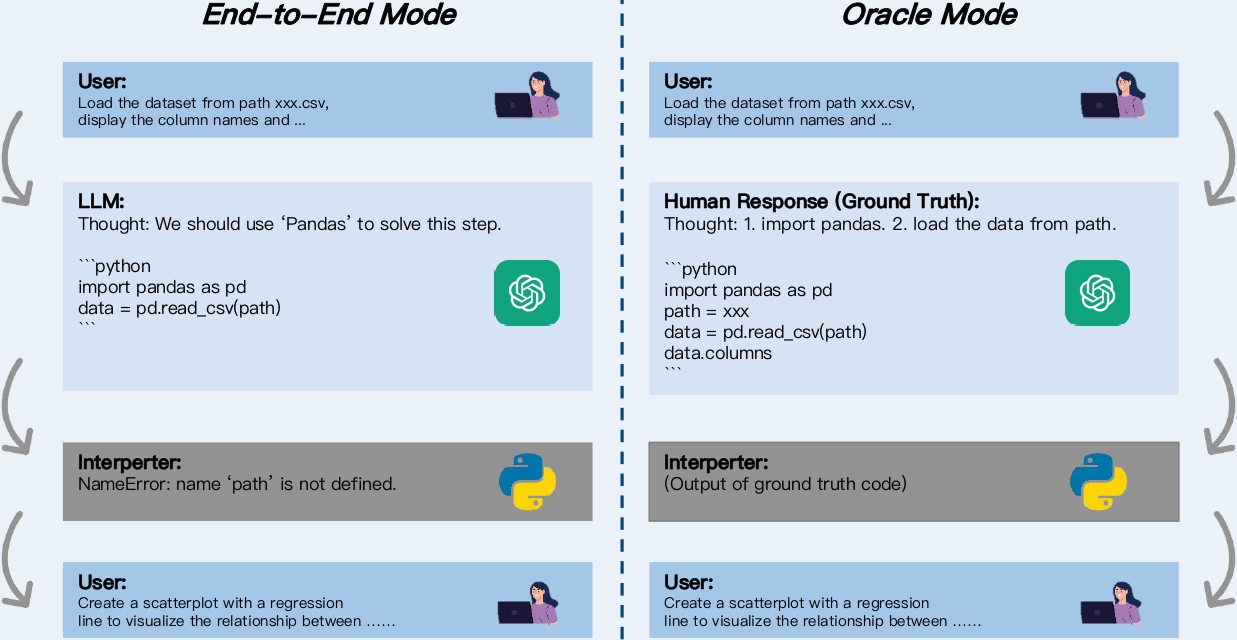 End–to–End Mode
User:
Load the dataset from path xxx.csv,
display the column names and ...
LLM:
Thought: We should use ‘Pandas’ to solve this step.
```python
import pandas as pd
data = pd.read_csv(path)
```
Interperter:
NameError: name ‘path’ is not defined.
User:
Create a scatterplot with a regression
line to visualize the relationship between ……
Oracle Mode
User:
Load the dataset from path xxx.csv,
display the column names and ...
Human Response (Ground Truth):
Thought: 1. import pandas. 2. load the data from path.
```python
import pandas as pd
path = xxx
data = pd.read_csv(path)
data.columns
```
Interperter:
(Output of ground truth code)
User:
Create a scatterplot with a regression
line to visualize the relationship between ……